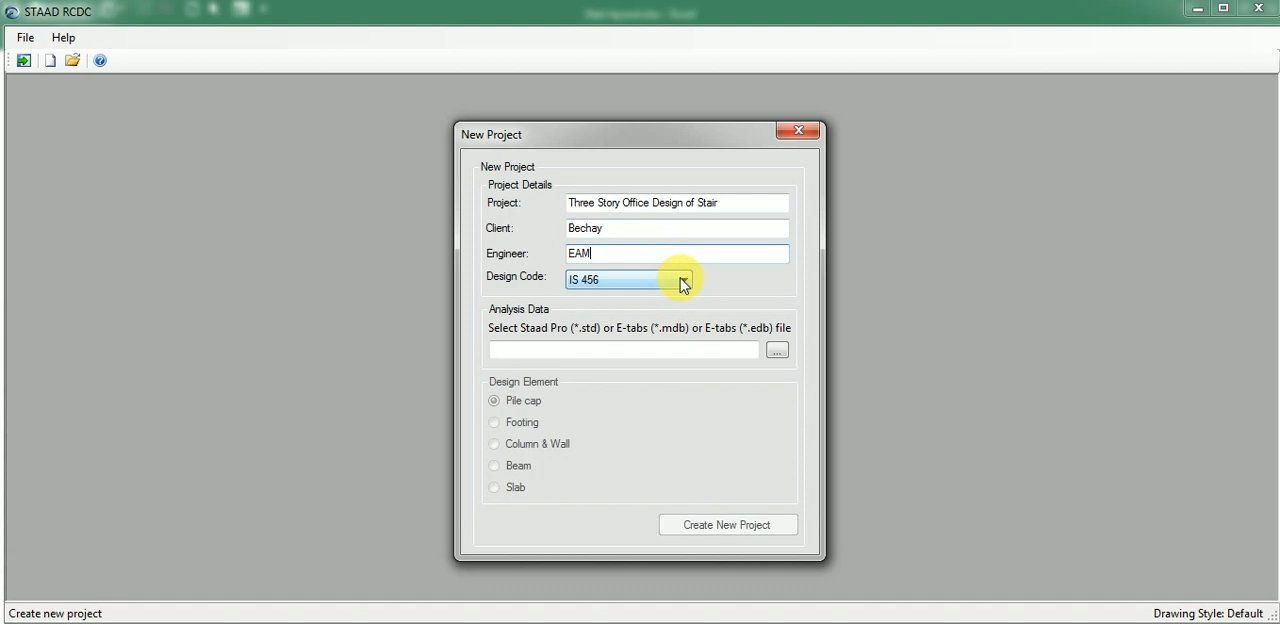 STAAD RCDC
File Help
New Project
New Project
Project Details
Project: Three Story Office Design of Stair
Client: Bechay
Engineer: EAM
Design Code: IS 456
Analysis Data
Select Staad Pro (*.std) or E-tabs (*.mdb) or E-tabs (*.edb) file
...
Design Element
Pile cap
Footing
Column & Wall
Beam
Slab
Create New Project
Create new project Drawing Style: Default